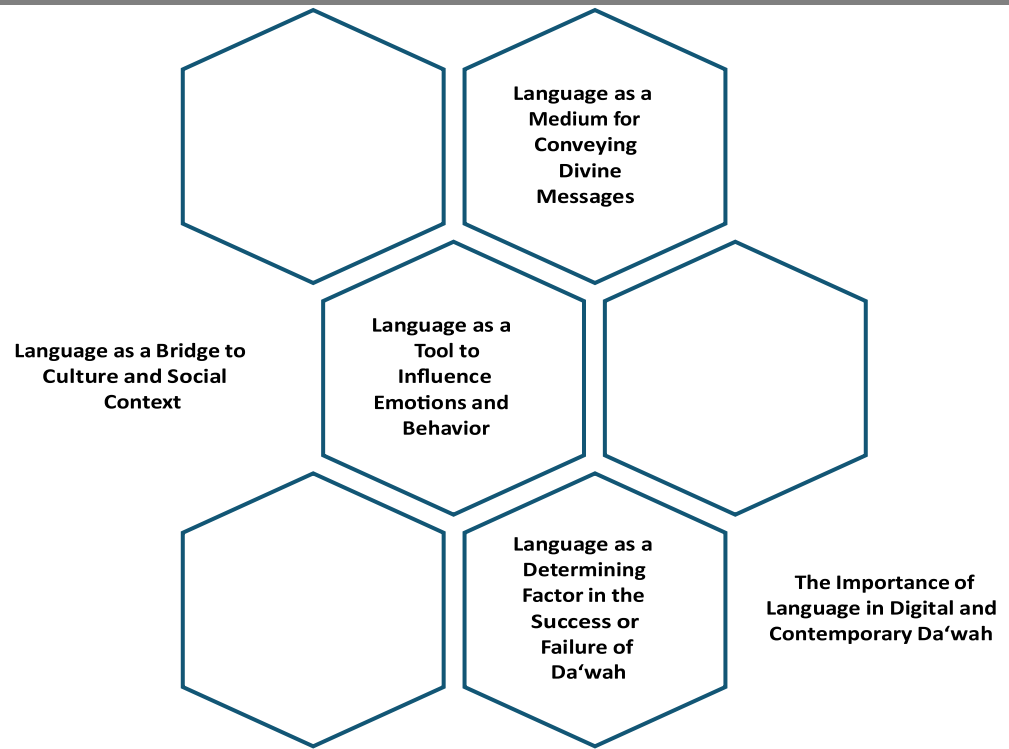 Language as a
Medium for
Conveying
Divine
Messages
Language as a Bridge to
Culture and Social
Context
Language as a
Tool to
Influence
Emotions and
Behavior
Language as a
Determining
Factor in the
Success or
Failure of
Da‘wah
The Importance of
Language in Digital and
Contemporary Da‘wah